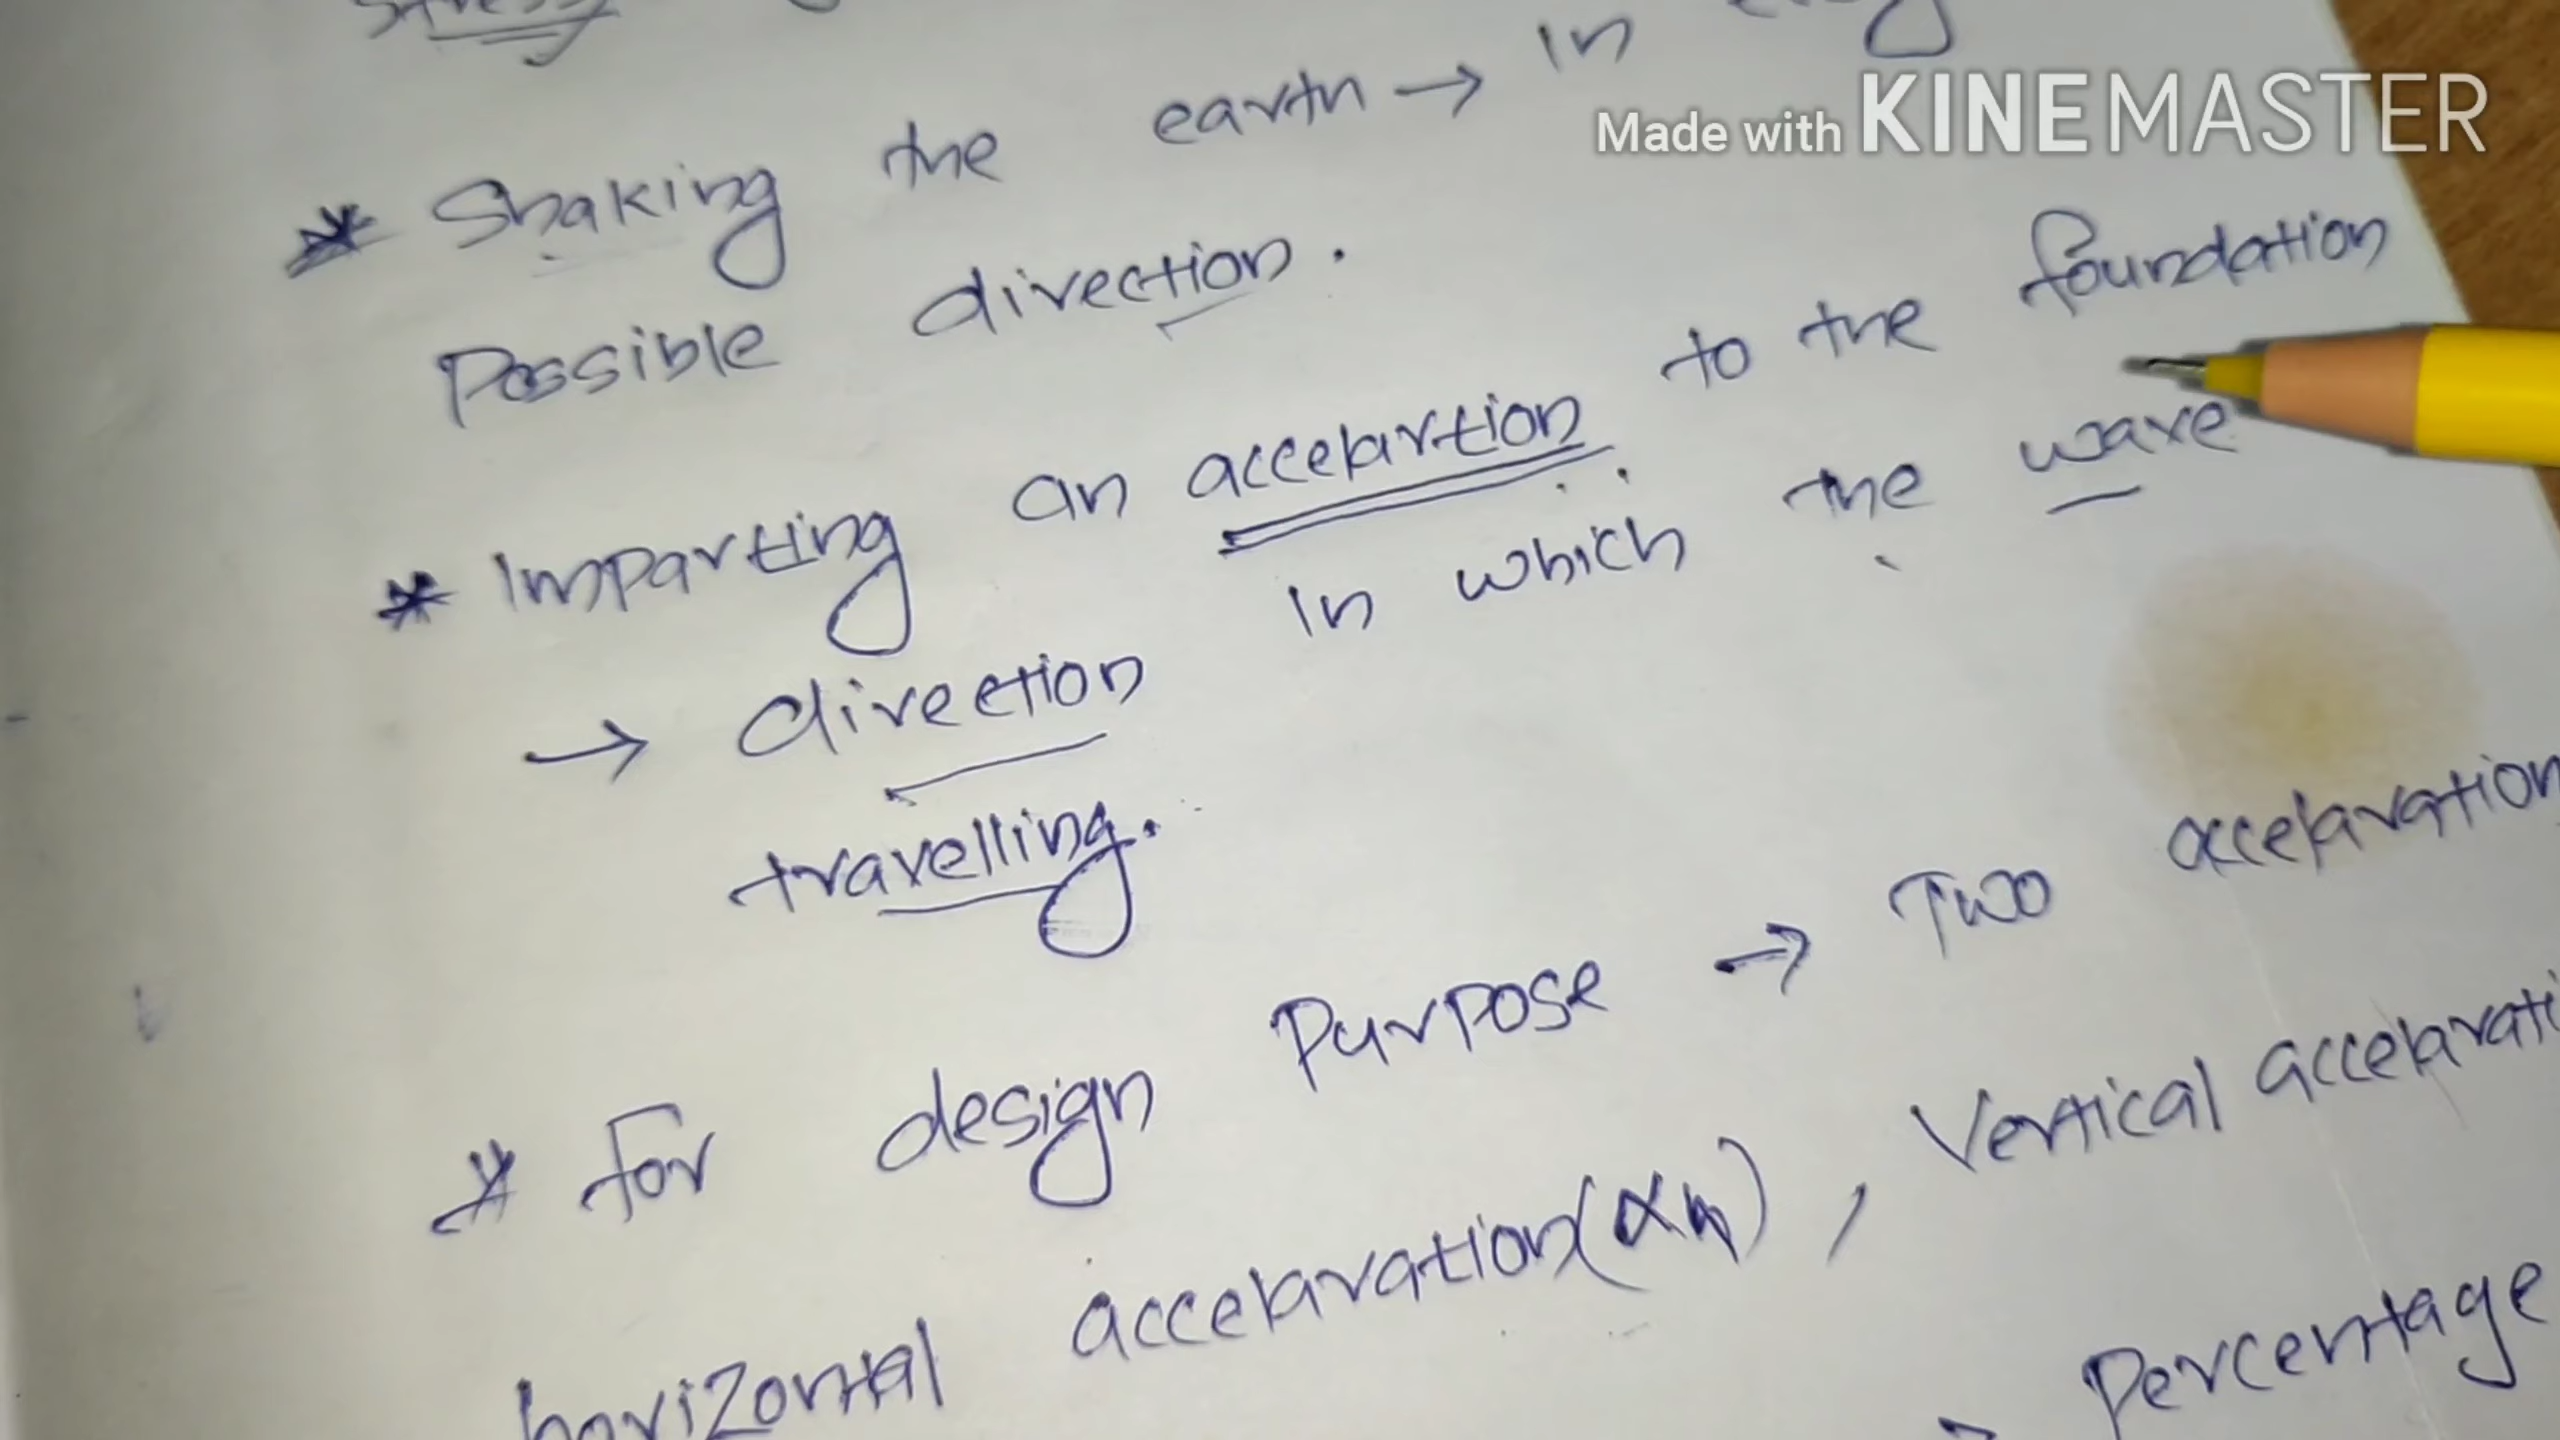 stress
* Shaking the earth → in
Possible direction.
* Imparting an accelartion to the foundation
→ direction in which the wave
travelling.
* for design Purpose → Two accelaration
horizontal accelaration (αh), Vertical accelarati
Percentage
Made with KINEMASTER